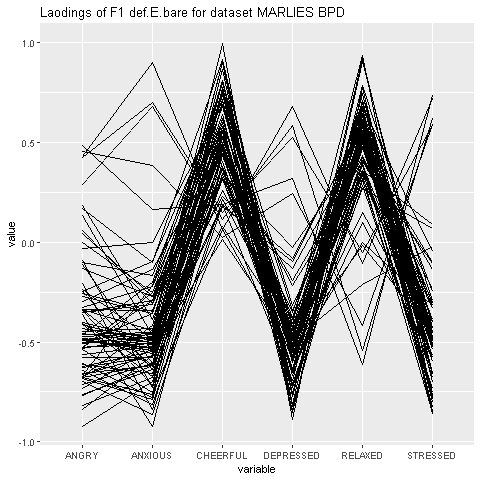 Laodings of F1 def.E.bare for dataset MARLIES BPD
1.0
0.5
0.0
-0.5
-1.0
value
ANGRY ANXIOUS CHEERFUL DEPRESSED RELAXED STRESSED
variable